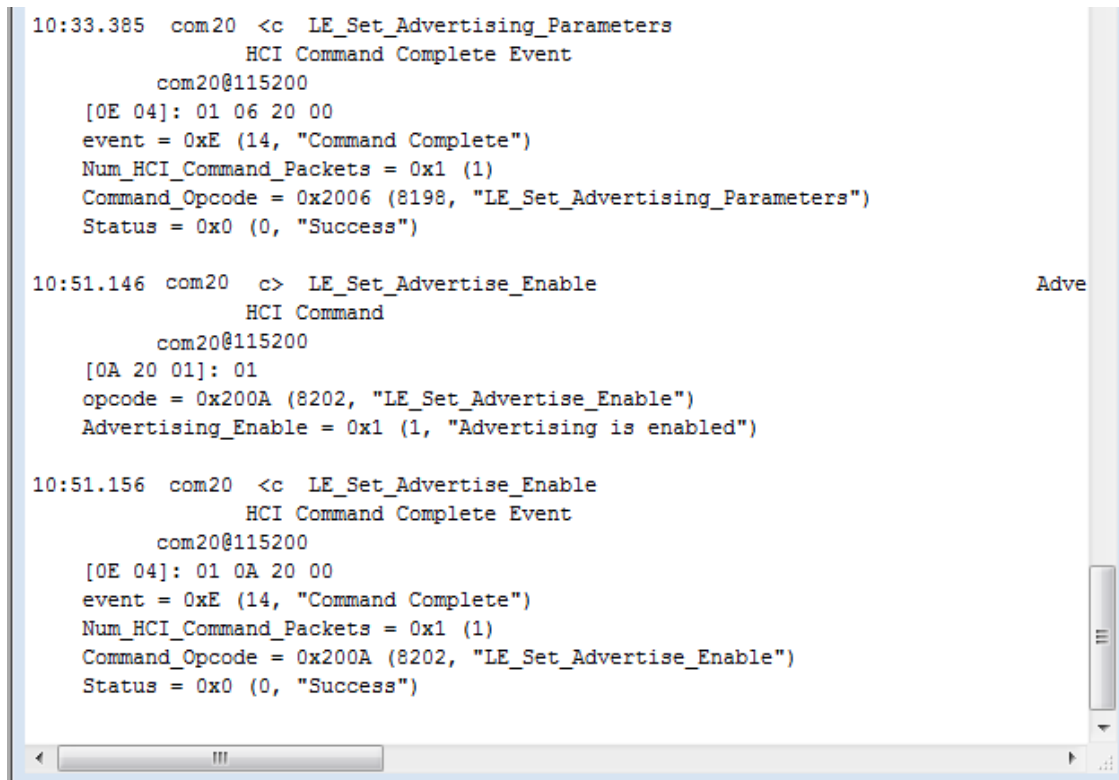 10:33.385 com20 <c LE_Set_Advertising_Parameters
HCI Command Complete Event
com20@115200
[0E 04]: 01 06 20 00
event = 0xE (14, "Command Complete")
Num_HCI_Command_Packets = 0x1 (1)
Command_Opcode = 0x2006 (8198, "LE_Set_Advertising_Parameters")
Status = 0x0 (0, "Success")
10:51.146 com20 c> LE_Set_Advertise_Enable Adve
HCI Command
com20@115200
[0A 20 01]: 01
opcode = 0x200A (8202, "LE_Set_Advertise_Enable")
Advertising_Enable = 0x1 (1, "Advertising is enabled")
10:51.156 com20 <c LE_Set_Advertise_Enable
HCI Command Complete Event
com20@115200
[0E 04]: 01 0A 20 00
event = 0xE (14, "Command Complete")
Num_HCI_Command_Packets = 0x1 (1)
Command_Opcode = 0x200A (8202, "LE_Set_Advertise_Enable")
Status = 0x0 (0, "Success")